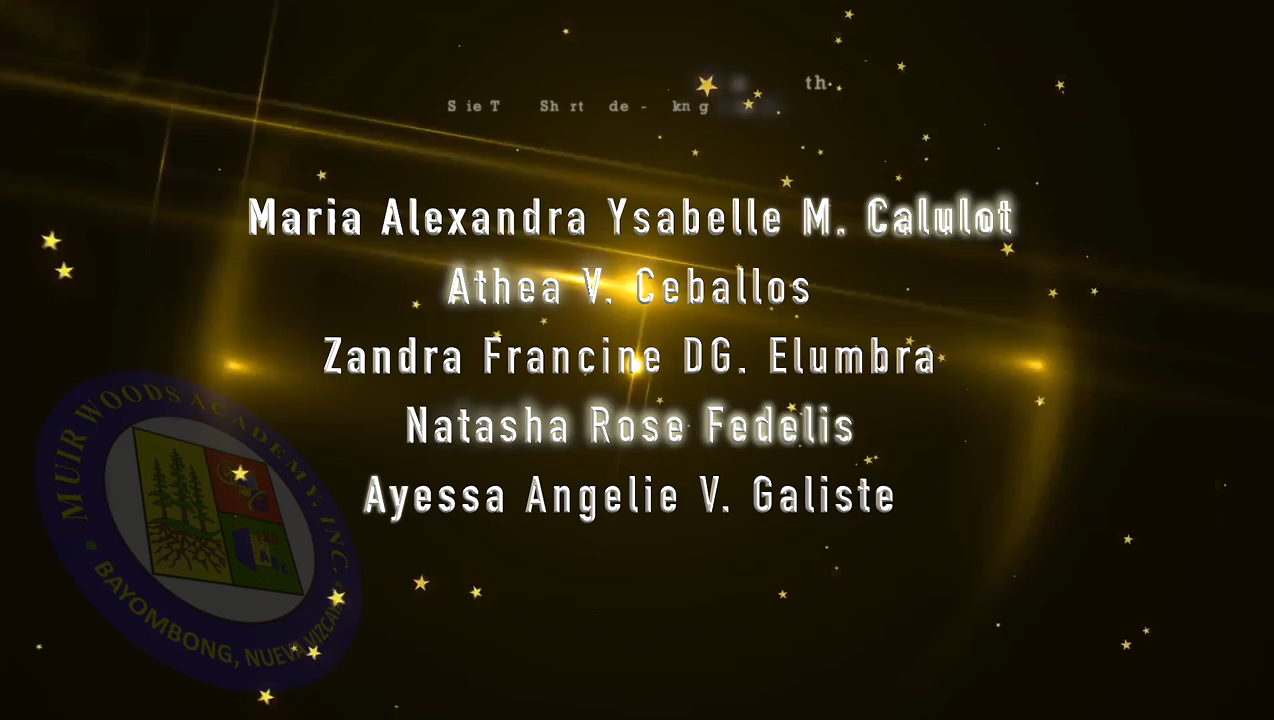 Maria Alexandra Ysabelle M. Calulot
Athea V. Ceballos
Zandra Francine DG. Elumbra
Natasha Rose Fedelis
Ayessa Angelie V. Galiste
MUIR WOODS ACADEMY, INC.
BAYOMBONG, NUEVA